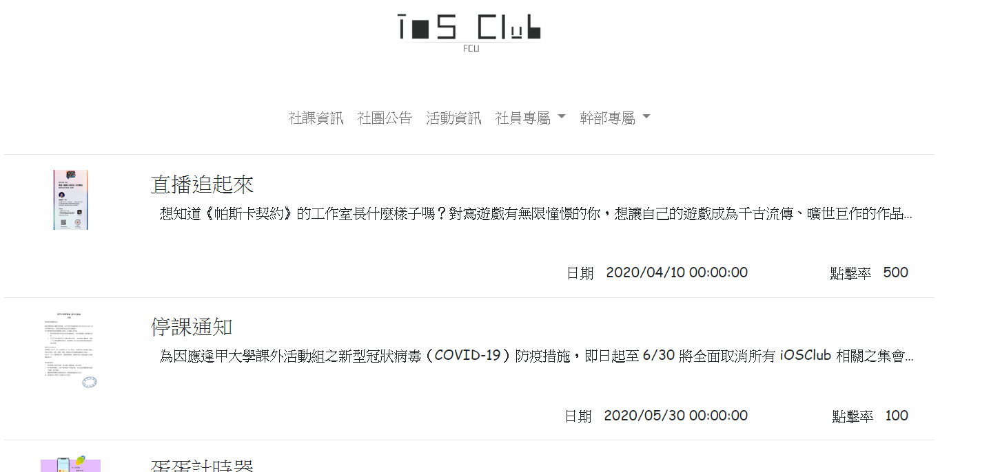 iOS Club
FCU
社課資訊 社團公告 活動資訊 社員專屬 幹部專屬
直播追起來
想知道《帕斯卡契約》的工作室長什麼樣子嗎？對寫遊戲有無限憧憬的你，想讓自己的遊戲成為千古流傳、曠世巨作的作品...
日期 2020/04/10 00:00:00 點擊率 500
停課通知
為因應逢甲大學課外活動組之新型冠狀病毒（COVID-19）防疫措施，即日起至 6/30 將全面取消所有 iOSClub 相關之集會...
日期 2020/05/30 00:00:00 點擊率 100
蛋蛋計時器